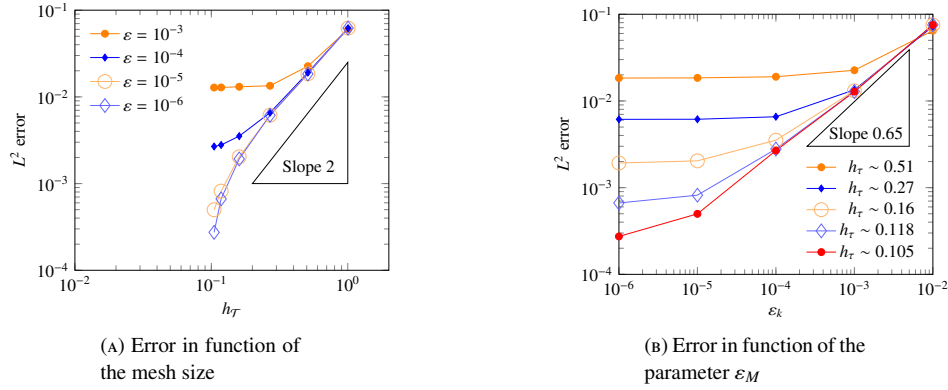 10⁻¹
10⁻²
10⁻³
10⁻⁴
L² error
ε = 10⁻³
ε = 10⁻⁴
ε = 10⁻⁵
ε = 10⁻⁶
Slope 2
10⁻² 10⁻¹ 10⁰
h_𝒯
(A) Error in function of
the mesh size
10⁻¹
10⁻²
10⁻³
10⁻⁴
L² error
Slope 0.65
h_τ ~ 0.51
h_τ ~ 0.27
h_τ ~ 0.16
h_τ ~ 0.118
h_τ ~ 0.105
10⁻⁶ 10⁻⁵ 10⁻⁴ 10⁻³ 10⁻²
ε_k
(B) Error in function of the
parameter ε_M